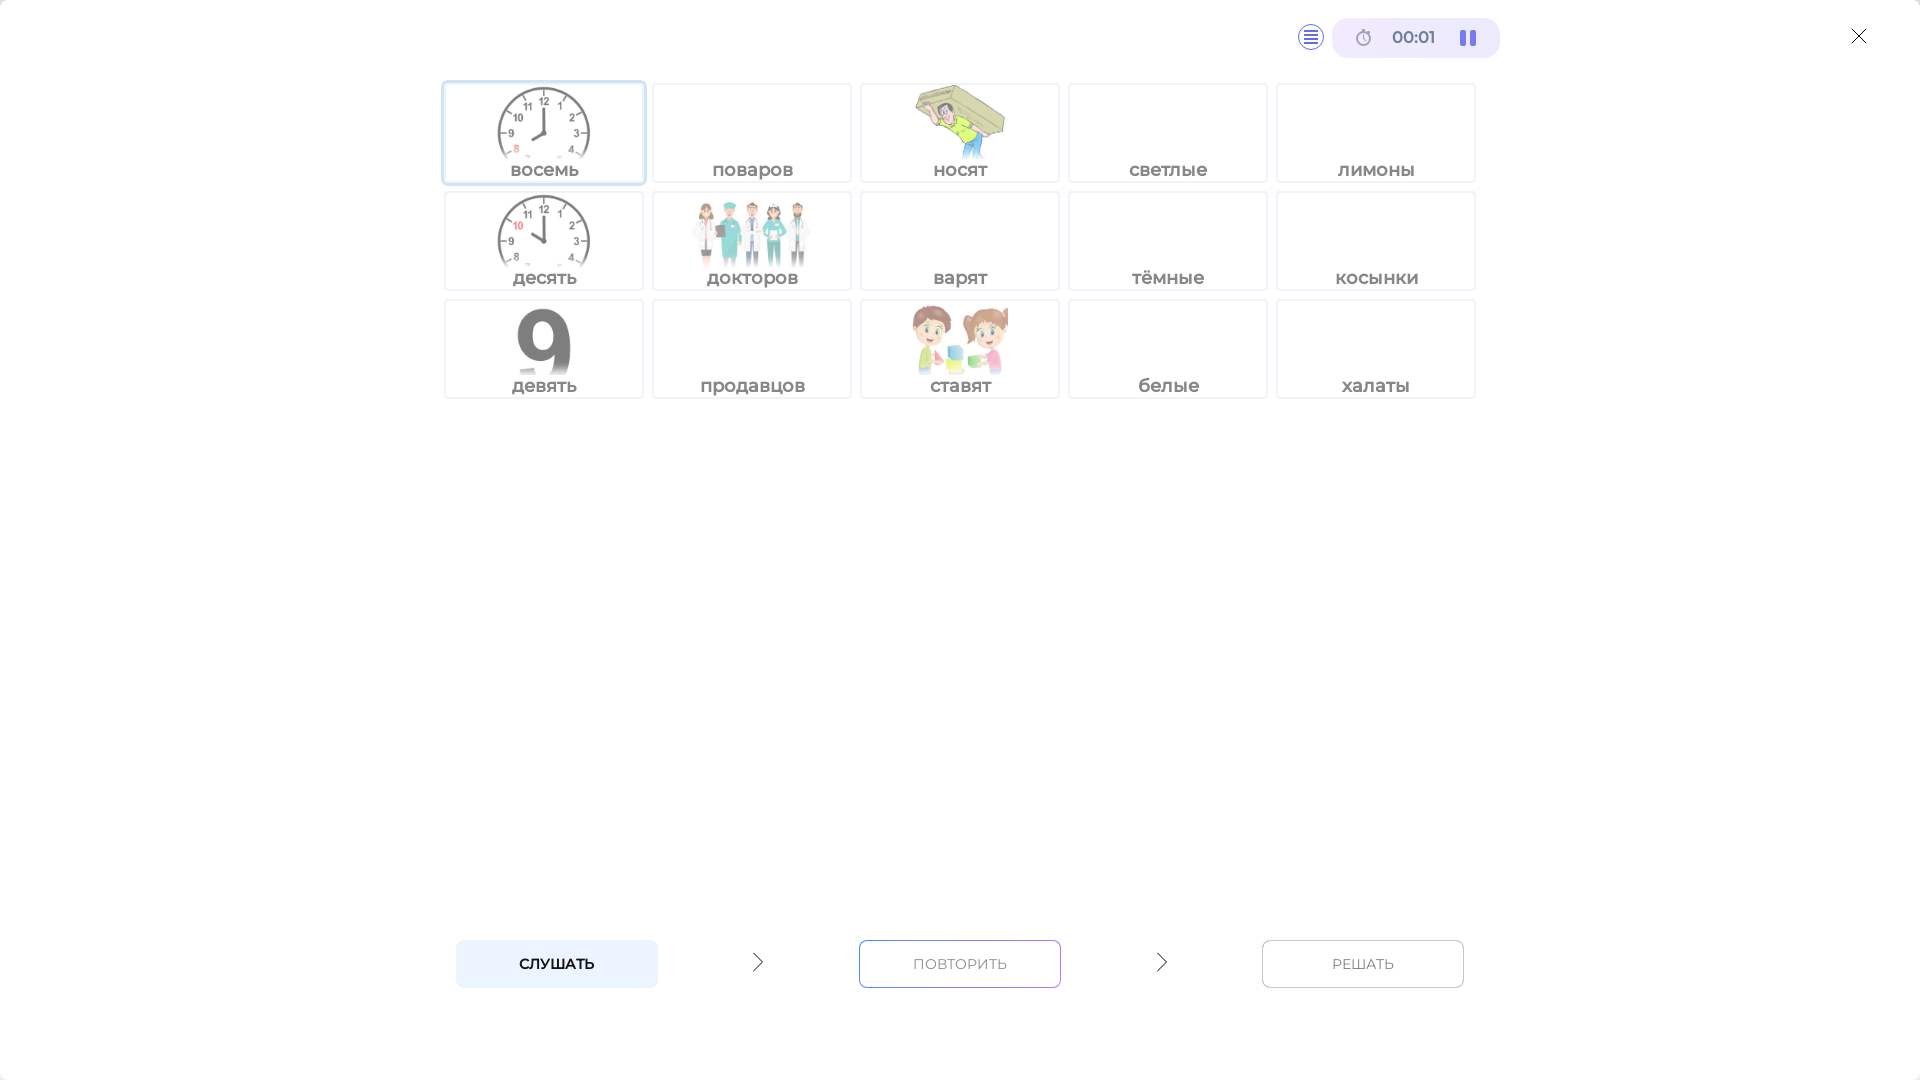 00:01
12
11 1
10 2
9 3
8 4
восемь
поваров
носят
светлые
лимоны
12
11 1
10 2
9 3
8 4
десять
докторов
варят
тёмные
косынки
9
девять
продавцов
ставят
белые
халаты
СЛУШАТЬ
ПОВТОРИТЬ
РЕШАТЬ